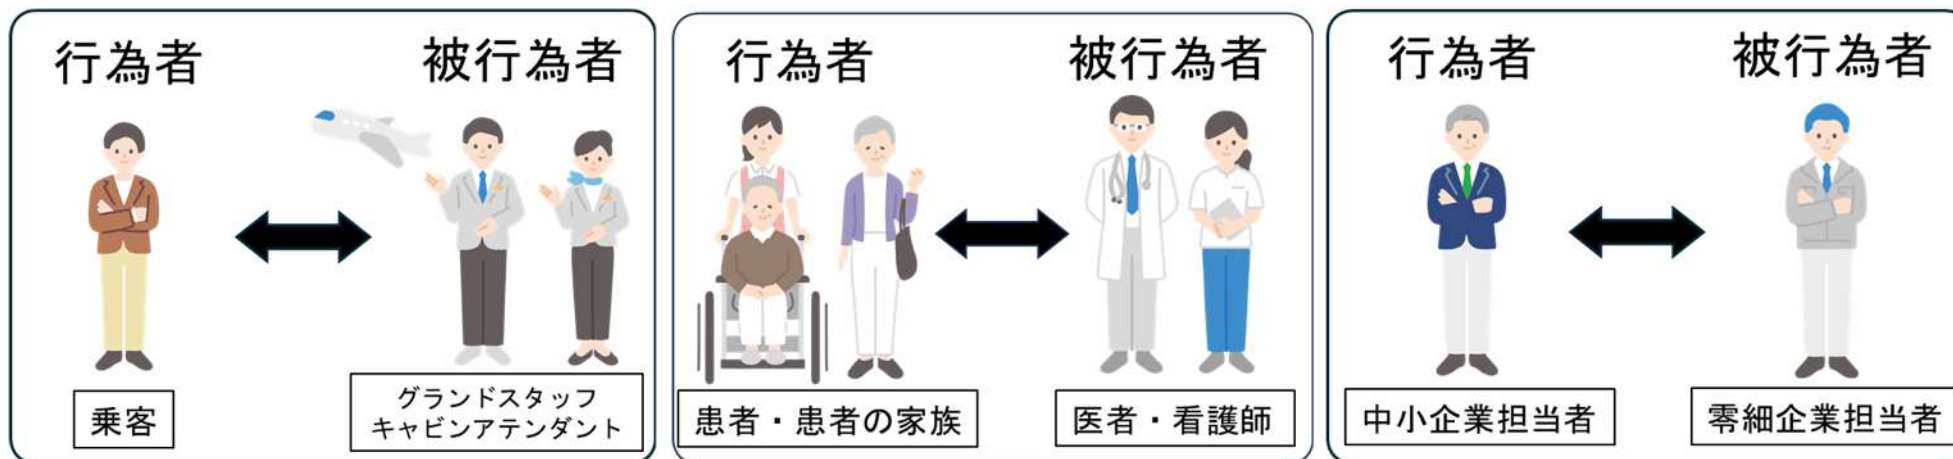 行為者
被行為者
乗客
グランドスタッフ
キャビンアテンダント
行為者
被行為者
患者・患者の家族
医者・看護師
行為者
被行為者
中小企業担当者
零細企業担当者